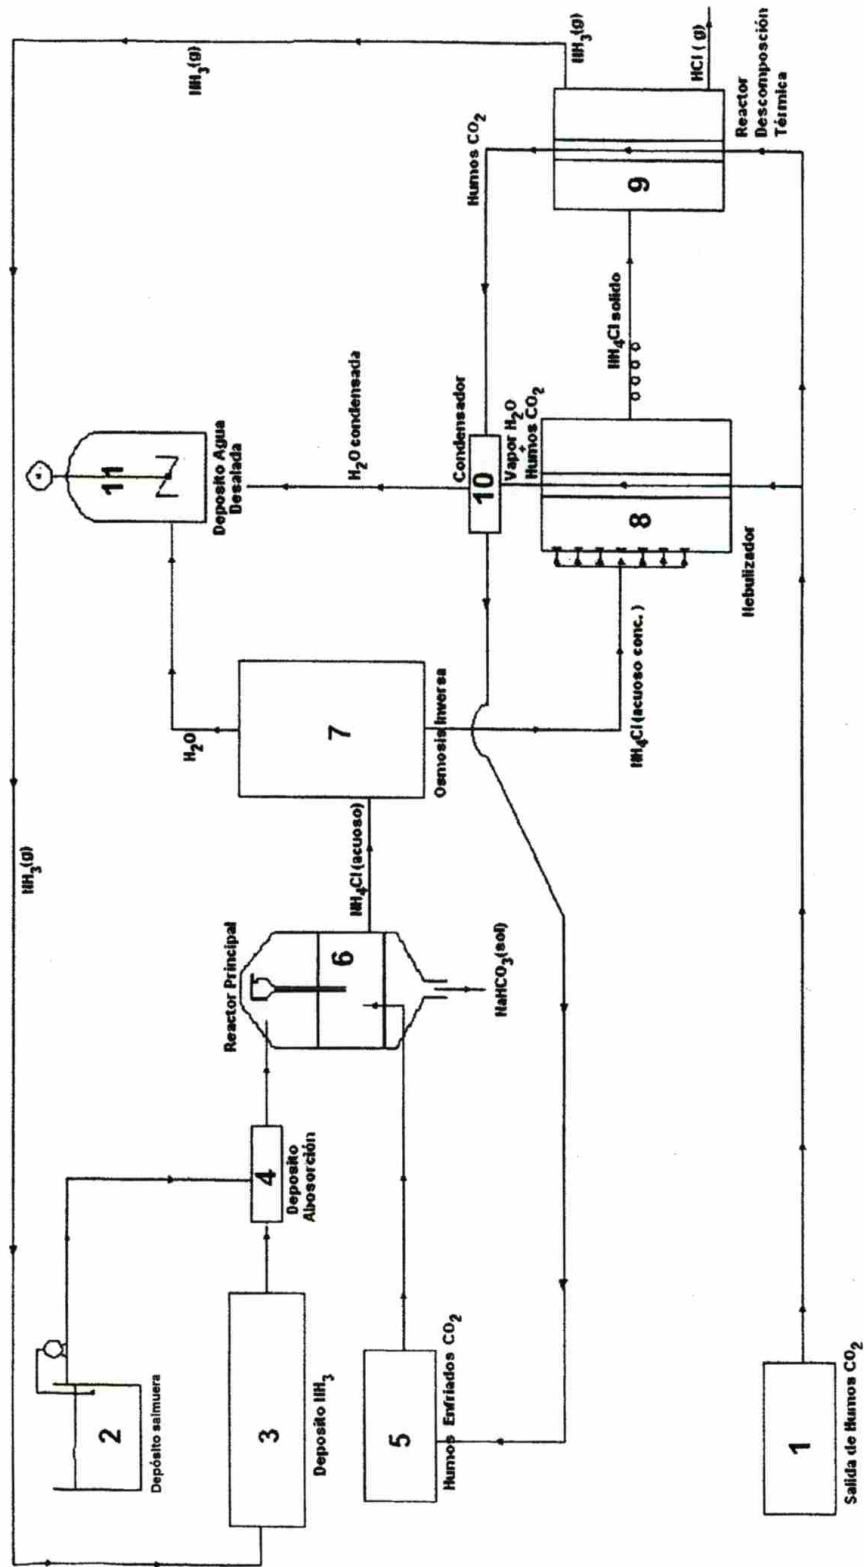 NH3(g)
NH3(g)
NH3(g)
2
Depósito salmuera
3
Deposito NH3
4
Deposito
Abosorción
5
Humos Enfriados CO2
1
Salida de Humos CO2
Reactor Principal
6
NaHCO3(sol)
NH4Cl (acuoso)
7
Osmosis Inversa
H2O
NH4Cl (acuoso conc. )
11
Deposito Agua
Desalada
H2O condensada
Condensador
10
Vapor H2O
+
Humos CO2
8
Nebulizador
NH4Cl solido
Humos CO2
9
Reactor
Descomposción
Térmica
HCl ( g)